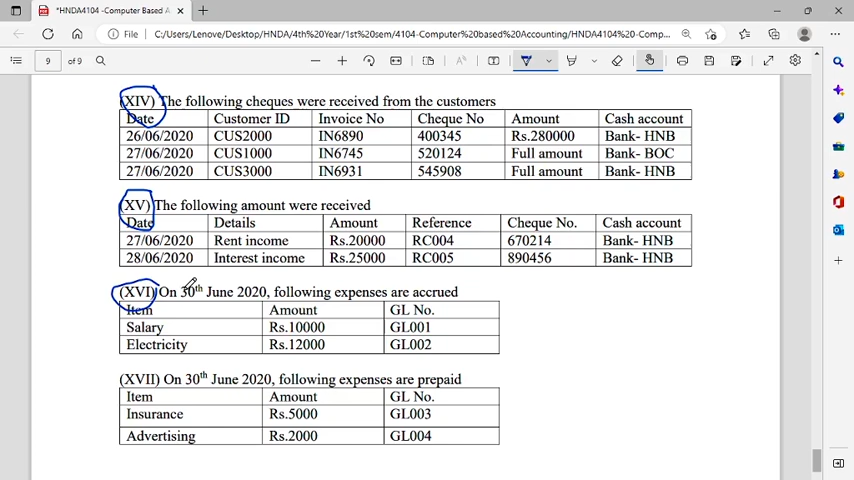 *HNDA4104 -Computer Based A
File C:/Users/Lenove/Desktop/HNDA/4th%20Year/1st%20sem/4104-Computer%20based%20Accounting/HNDA4104%20-Comp...
9 of 9
(XIV) The following cheques were received from the customers
Date Customer ID Invoice No Cheque No Amount Cash account
26/06/2020 CUS2000 IN6890 400345 Rs.280000 Bank- HNB
27/06/2020 CUS1000 IN6745 520124 Full amount Bank- BOC
27/06/2020 CUS3000 IN6931 545908 Full amount Bank- HNB
(XV) The following amount were received
Date Details Amount Reference Cheque No. Cash account
27/06/2020 Rent income Rs.20000 RC004 670214 Bank- HNB
28/06/2020 Interest income Rs.25000 RC005 890456 Bank- HNB
(XVI) On 30th June 2020, following expenses are accrued
Item Amount GL No.
Salary Rs.10000 GL001
Electricity Rs.12000 GL002
(XVII) On 30th June 2020, following expenses are prepaid
Item Amount GL No.
Insurance Rs.5000 GL003
Advertising Rs.2000 GL004